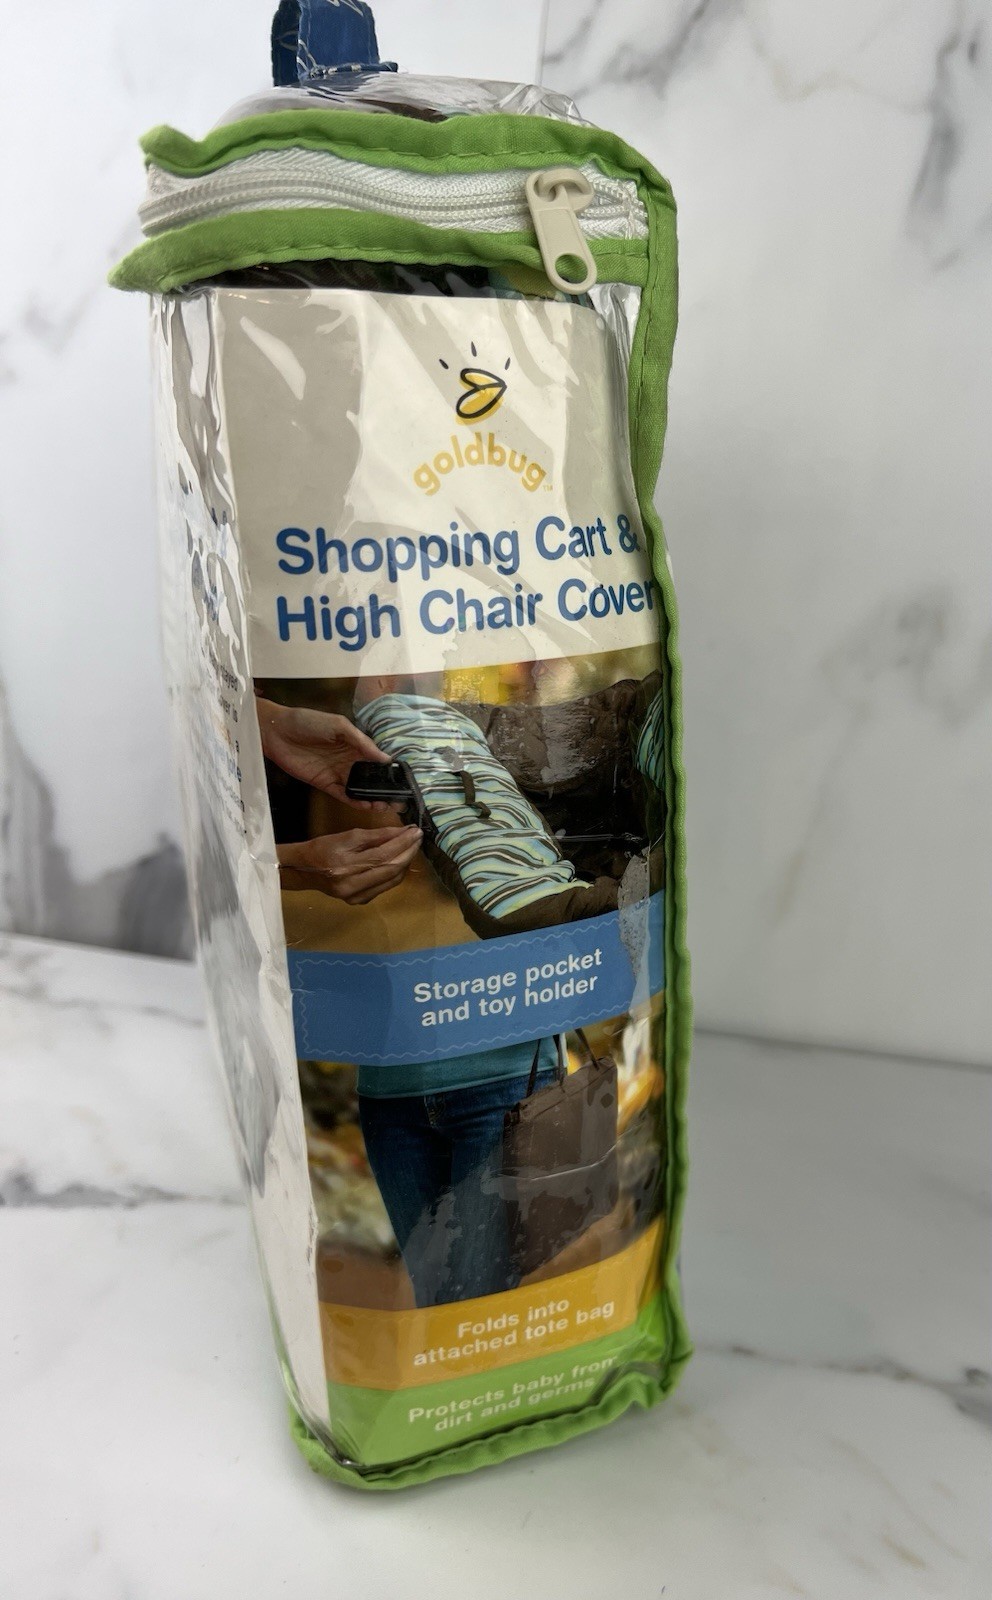 goldbug™
Shopping Cart &
High Chair Cover
Storage pocket
and toy holder
Folds into
attached tote bag
Protects baby from
dirt and germs